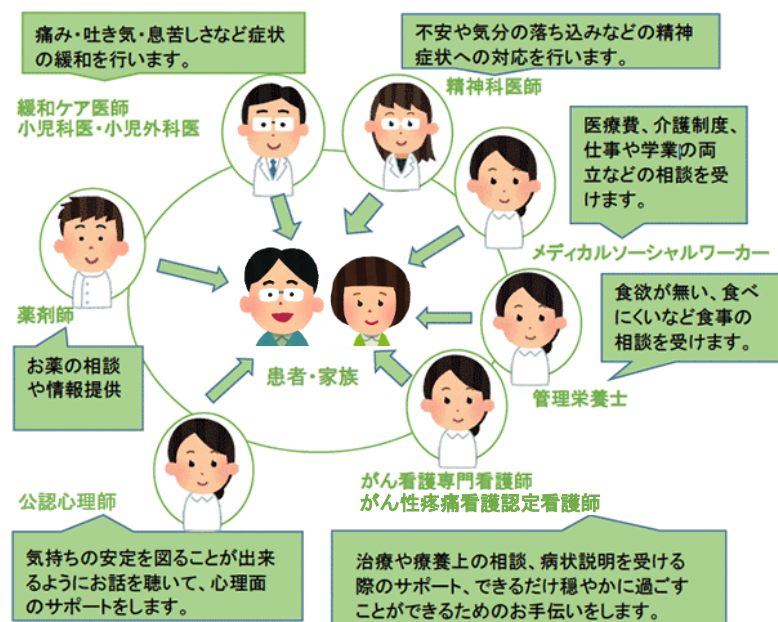 痛み・吐き気・息苦しさなど症状
の緩和を行います。
緩和ケア医師
小児科医・小児外科医
不安や気分の落ち込みなどの精神
症状への対応を行います。
精神科医師
医療費、介護制度、
仕事や学業の両
立などの相談を受
けます。
メディカルソーシャルワーカー
薬剤師
お薬の相談
や情報提供
患者・家族
食欲が無い、食べ
にくいなど食事の
相談を受けます。
管理栄養士
公認心理師
気持ちの安定を図ることが出来
るようにお話を聴いて、心理面
のサポートをします。
がん看護専門看護師
がん性疼痛看護認定看護師
治療や療養上の相談、病状説明を受ける
際のサポート、できるだけ穏やかに過ごす
ことができるためのお手伝いをします。